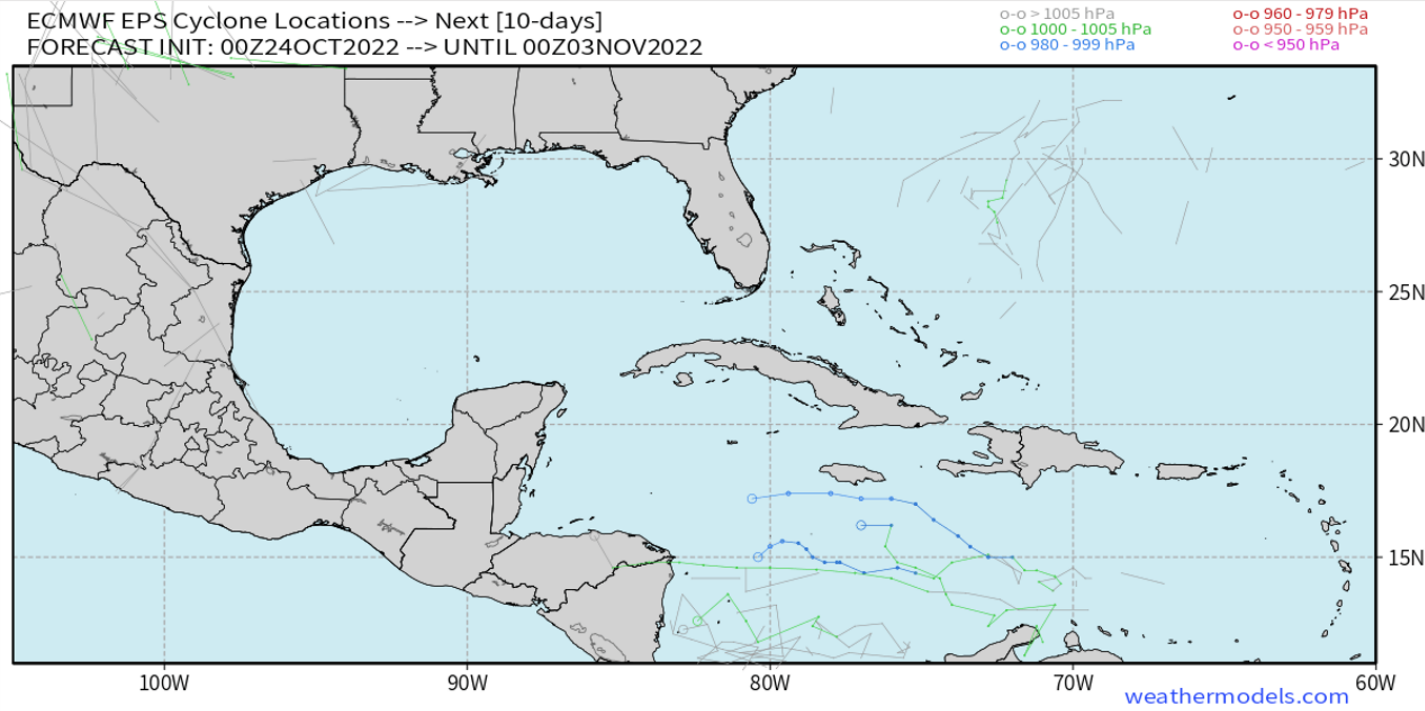 ECMWF EPS Cyclone Locations --> Next [10-days]
FORECAST INIT: 00Z24OCT2022 --> UNTIL 00Z03NOV2022
o-o > 1005 hPa
o-o 1000 - 1005 hPa
o-o 980 - 999 hPa
o-o 960 - 979 hPa
o-o 950 - 959 hPa
o-o < 950 hPa
30N
25N
20N
15N
100W
90W
80W
70W
60W
weathermodels.com